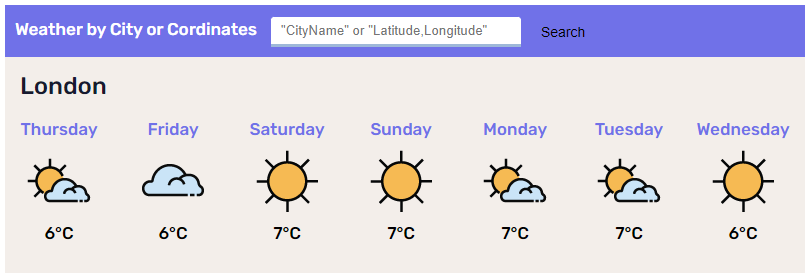 Weather by City or Cordinates "CityName" or "Latitude,Longitude" Search
London
Thursday Friday Saturday Sunday Monday Tuesday Wednesday
6°C 6°C 7°C 7°C 7°C 7°C 6°C